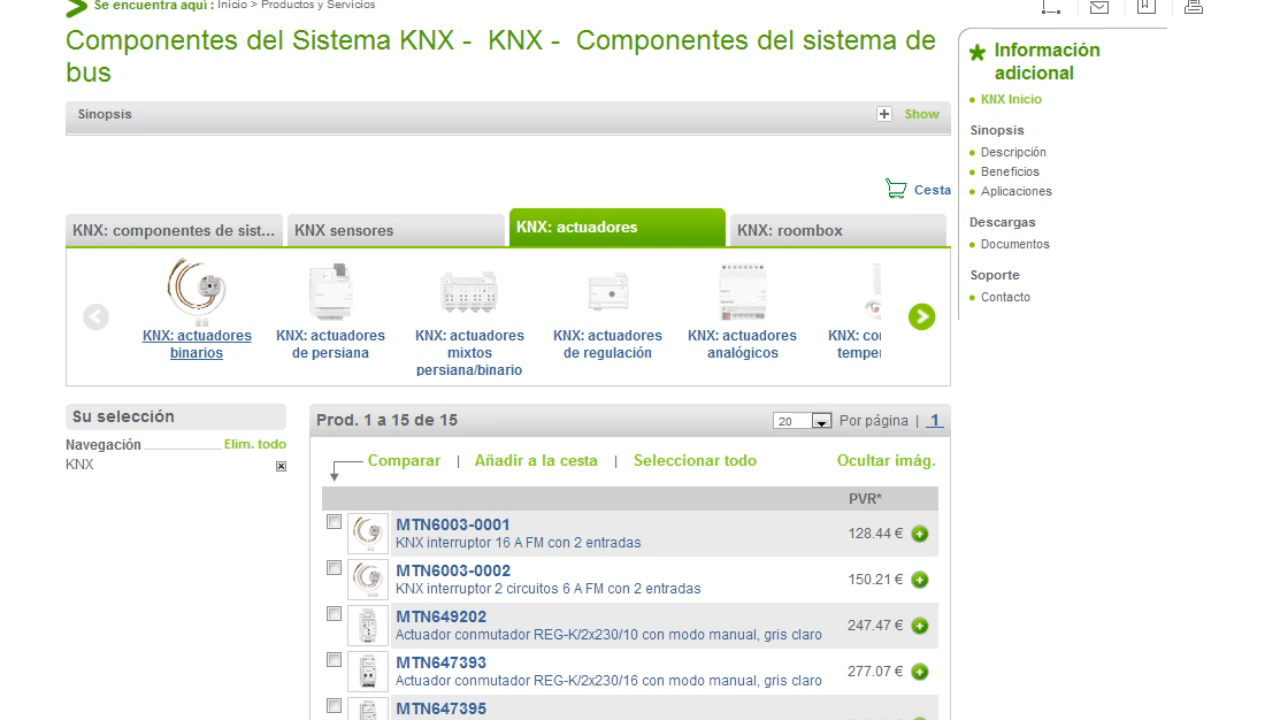 Se encuentra aquí : Inicio > Productos y Servicios
Componentes del Sistema KNX - KNX - Componentes del sistema de
bus
Sinopsis
Show
Cesta
KNX: componentes de sist...
KNX sensores
KNX: actuadores
KNX: roombox
KNX: actuadores
binarios
KNX: actuadores
de persiana
KNX: actuadores
mixtos
persiana/binario
KNX: actuadores
de regulación
KNX: actuadores
analógicos
KNX: co
temper
Su selección
Navegación
Elim. todo
KNX
Prod. 1 a 15 de 15
20
Por página | 1
Comparar | Añadir a la cesta | Seleccionar todo
Ocultar imág.
PVR*
MTN6003-0001
KNX interruptor 16 A FM con 2 entradas
128.44 €
MTN6003-0002
KNX interruptor 2 circuitos 6 A FM con 2 entradas
150.21 €
MTN649202
Actuador conmutador REG-K/2x230/10 con modo manual, gris claro
247.47 €
MTN647393
Actuador conmutador REG-K/2x230/16 con modo manual, gris claro
277.07 €
MTN647395
Información
adicional
KNX Inicio
Sinopsis
Descripción
Beneficios
Aplicaciones
Descargas
Documentos
Soporte
Contacto